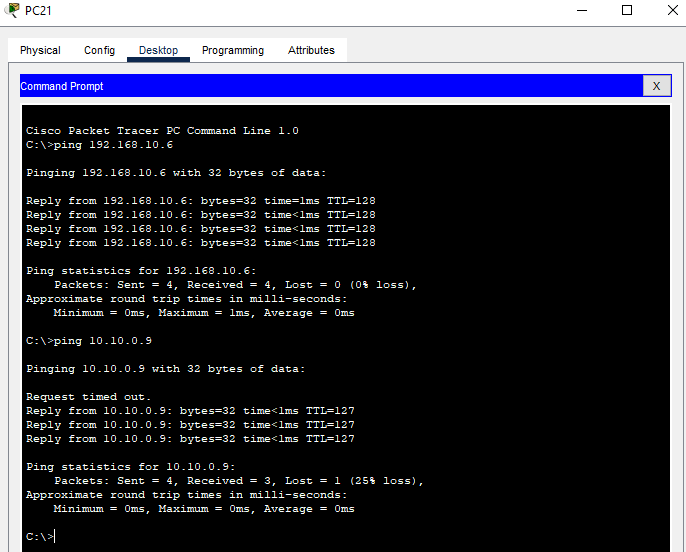 PC21
Physical Config Desktop Programming Attributes
Command Prompt
X
Cisco Packet Tracer PC Command Line 1.0
C:\>ping 192.168.10.6
Pinging 192.168.10.6 with 32 bytes of data:
Reply from 192.168.10.6: bytes=32 time=1ms TTL=128
Reply from 192.168.10.6: bytes=32 time<1ms TTL=128
Reply from 192.168.10.6: bytes=32 time<1ms TTL=128
Reply from 192.168.10.6: bytes=32 time<1ms TTL=128
Ping statistics for 192.168.10.6:
Packets: Sent = 4, Received = 4, Lost = 0 (0% loss),
Approximate round trip times in milli-seconds:
Minimum = 0ms, Maximum = 1ms, Average = 0ms
C:\>ping 10.10.0.9
Pinging 10.10.0.9 with 32 bytes of data:
Request timed out.
Reply from 10.10.0.9: bytes=32 time<1ms TTL=127
Reply from 10.10.0.9: bytes=32 time<1ms TTL=127
Reply from 10.10.0.9: bytes=32 time<1ms TTL=127
Ping statistics for 10.10.0.9:
Packets: Sent = 4, Received = 3, Lost = 1 (25% loss),
Approximate round trip times in milli-seconds:
Minimum = 0ms, Maximum = 0ms, Average = 0ms
C:\>